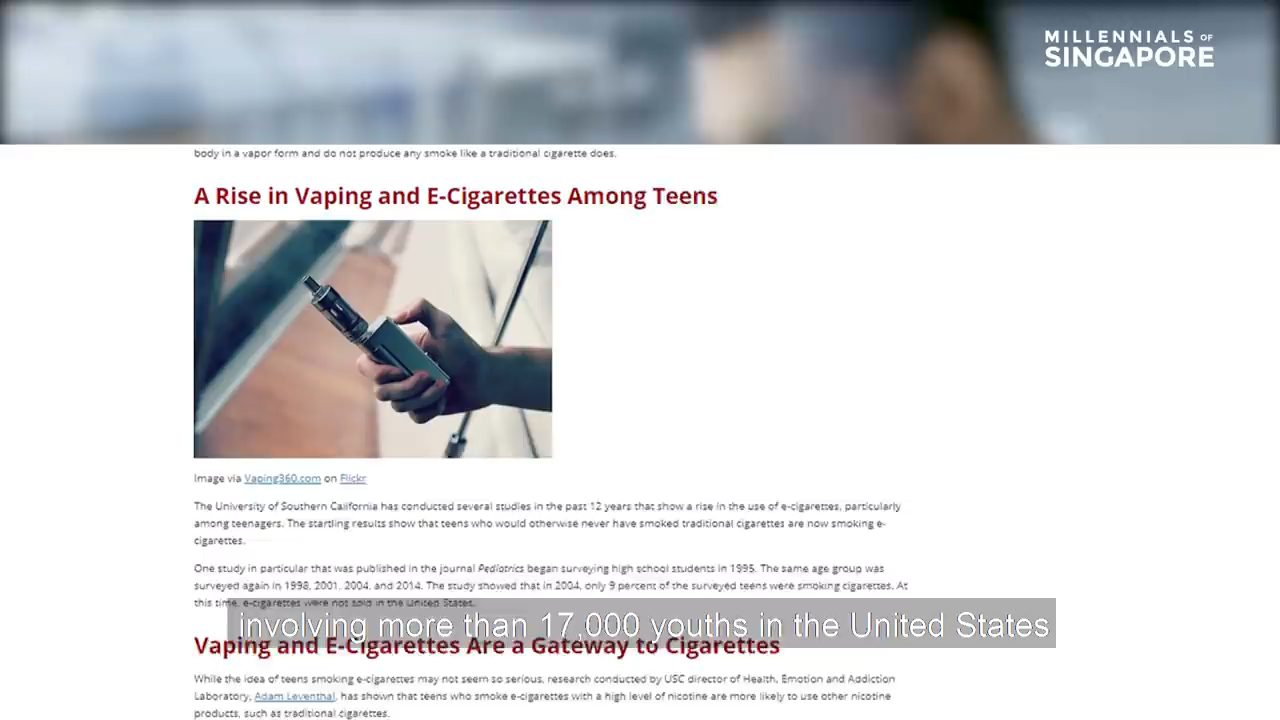 MILLENNIALS OF
SINGAPORE
body in a vapor form and do not produce any smoke like a traditional cigarette does.
A Rise in Vaping and E-Cigarettes Among Teens
Image via Vaping360.com on Flickr
The University of Southern California has conducted several studies in the past 12 years that show a rise in the use of e-cigarettes, particularly
among teenagers. The startling results show that teens who would otherwise never have smoked traditional cigarettes are now smoking e-
cigarettes.
One study in particular that was published in the journal Pediatrics began surveying high school students in 1995. The same age group was
surveyed again in 1998, 2001, 2004, and 2014. The study showed that in 2004, only 9 percent of the surveyed teens were smoking cigarettes. At
this time, e-cigarettes were not sold in the United States.
involving more than 17,000 youths in the United States
Vaping and E-Cigarettes Are a Gateway to Cigarettes
While the idea of teens smoking e-cigarettes may not seem so serious, research conducted by USC director of Health, Emotion and Addiction
Laboratory, Adam Leventhal, has shown that teens who smoke e-cigarettes with a high level of nicotine are more likely to use other nicotine
products, such as traditional cigarettes.